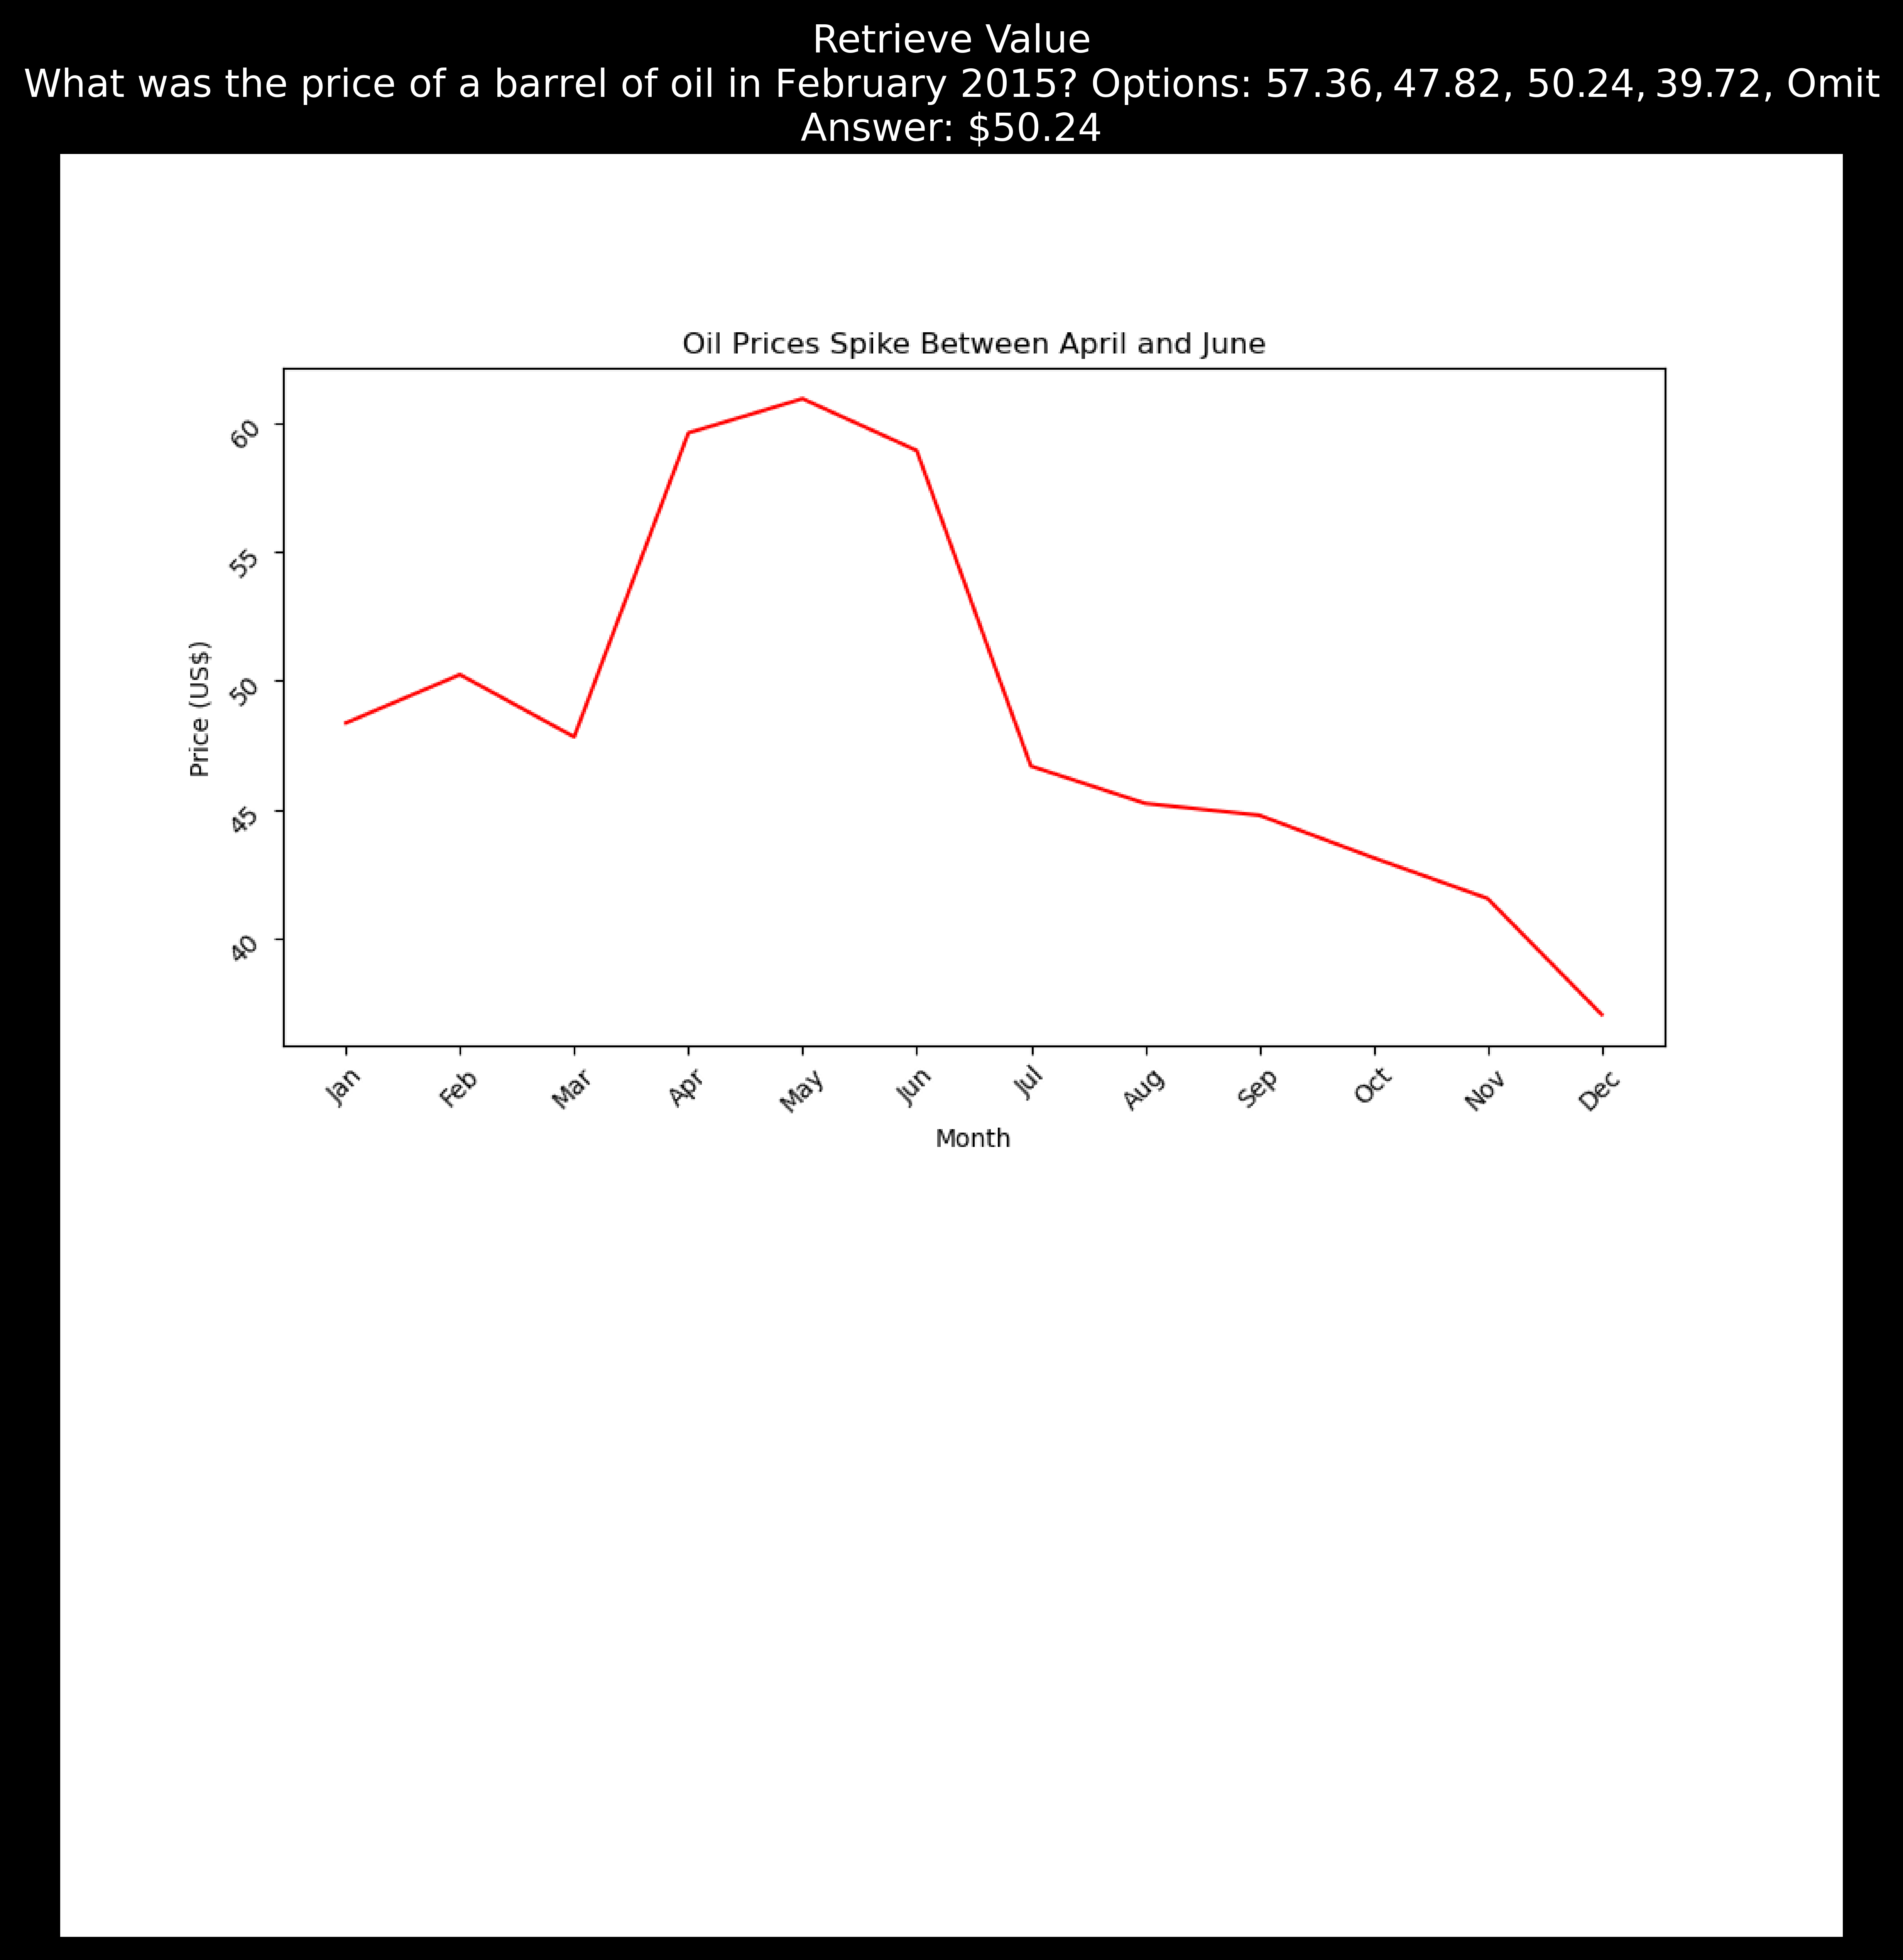 Retrieve Value
What was the price of a barrel of oil in February 2015? Options: 57.36, 47.82, 50.24, 39.72, Omit
Answer: $50.24
Oil Prices Spike Between April and June
60
55
50
45
40
Price (US$)
Jan Feb Mar Apr May Jun Jul Aug Sep Oct Nov Dec
Month